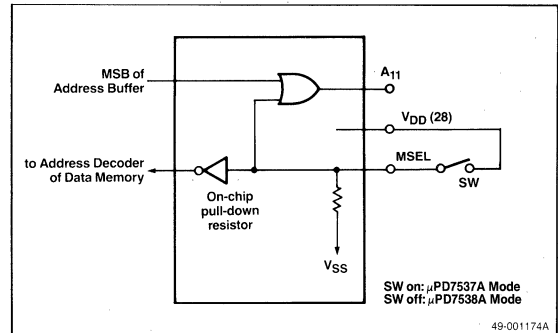 MSB of
Address Buffer
A11
VDD (28)
MSEL
SW
to Address Decoder
of Data Memory
On-chip
pull-down
resistor
VSS
SW on: μPD7537A Mode
SW off: μPD7538A Mode
49-001174A